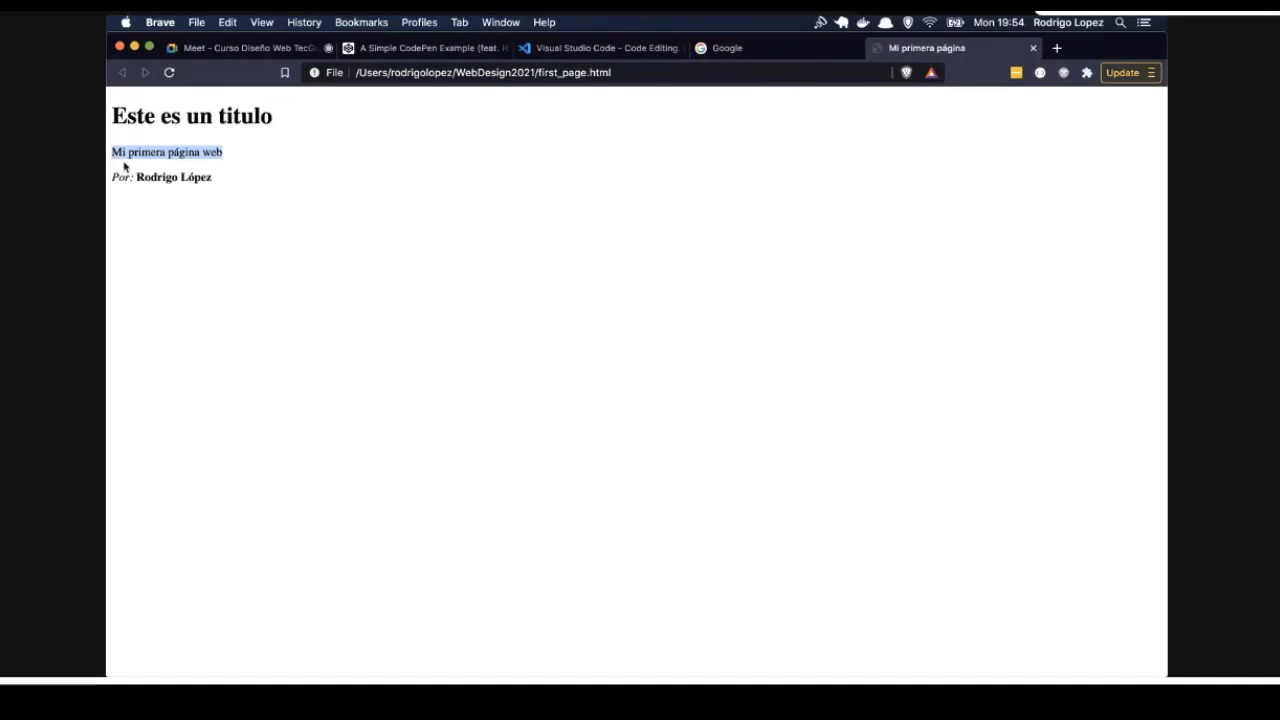 Brave File Edit View History Bookmarks Profiles Tab Window Help Mon 19:54 Rodrigo Lopez
Meet - Curso Diseño Web TecG A Simple CodePen Example (feat. H Visual Studio Code - Code Editing. Google Mi primera página
File /Users/rodrigolopez/WebDesign2021/first_page.html Update
Este es un titulo
Mi primera página web
Por: Rodrigo López